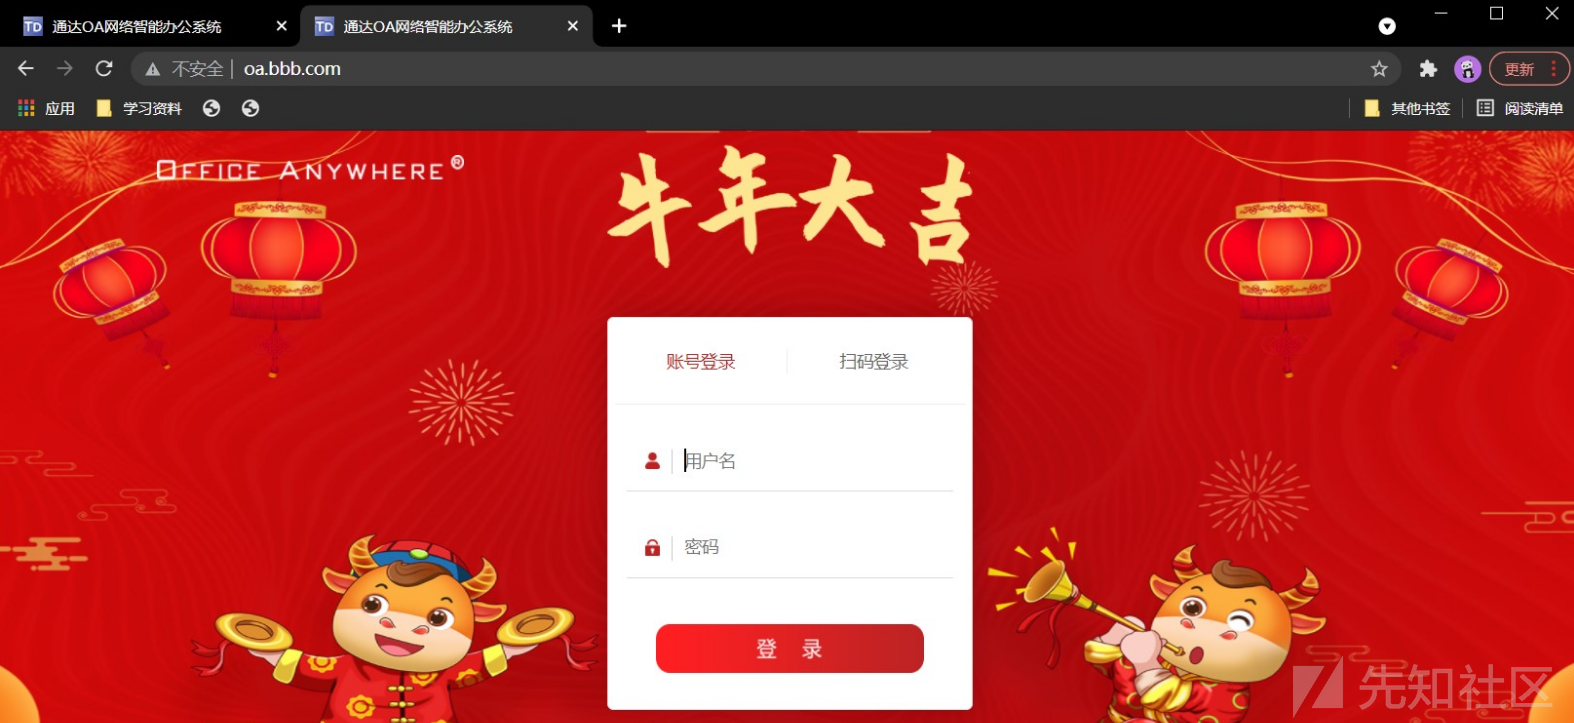 通达OA网络智能办公系统
通达OA网络智能办公系统
不安全 oa.bbb.com
更新
应用 学习资料
其他书签 阅读清单
OFFICE ANYWHERE®
牛年大吉
账号登录 扫码登录
用户名
密码
登 录
先知社区